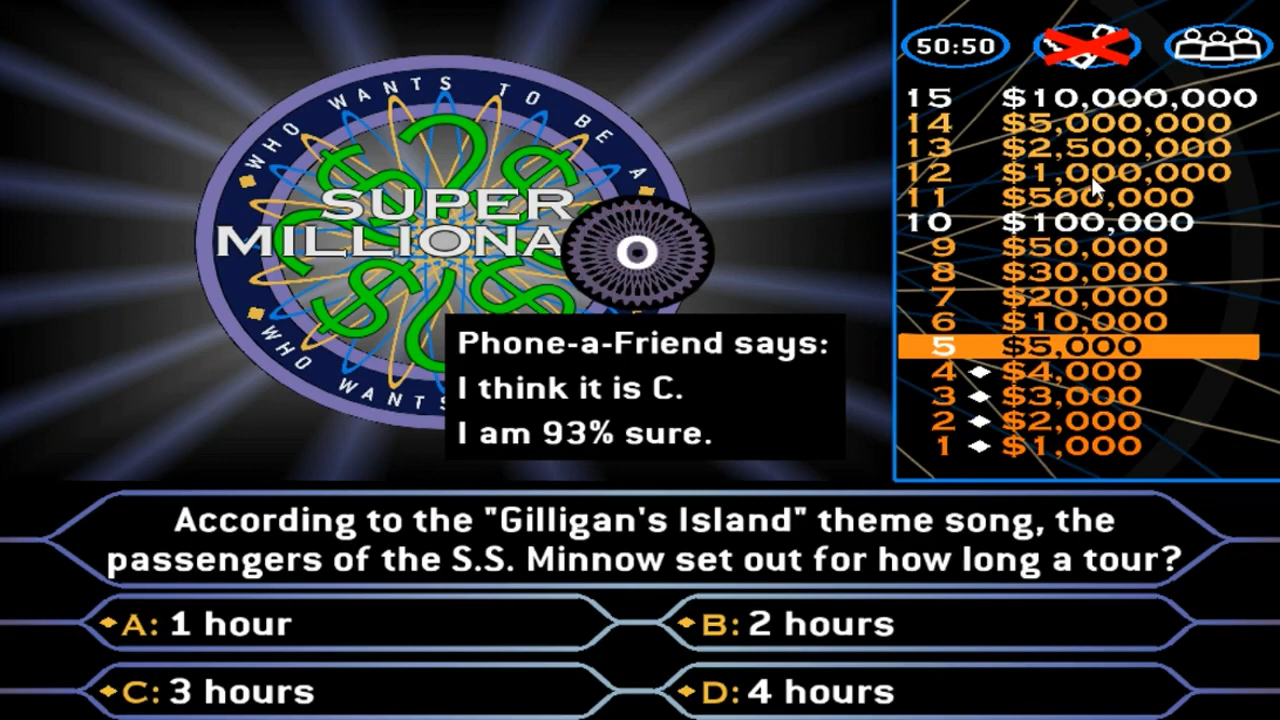 50:50
15 $10,000,000
14 $5,000,000
13 $2,500,000
12 $1,000,000
11 $500,000
10 $100,000
9 $50,000
8 $30,000
7 $20,000
6 $10,000
5 $5,000
4 $4,000
3 $3,000
2 $2,000
1 $1,000
WHO WANTS TO BE A
SUPER
MILLIONA
0
WHO WANTS
Phone-a-Friend says:
I think it is C.
I am 93% sure.
According to the "Gilligan's Island" theme song, the
passengers of the S.S. Minnow set out for how long a tour?
A: 1 hour
B: 2 hours
C: 3 hours
D: 4 hours